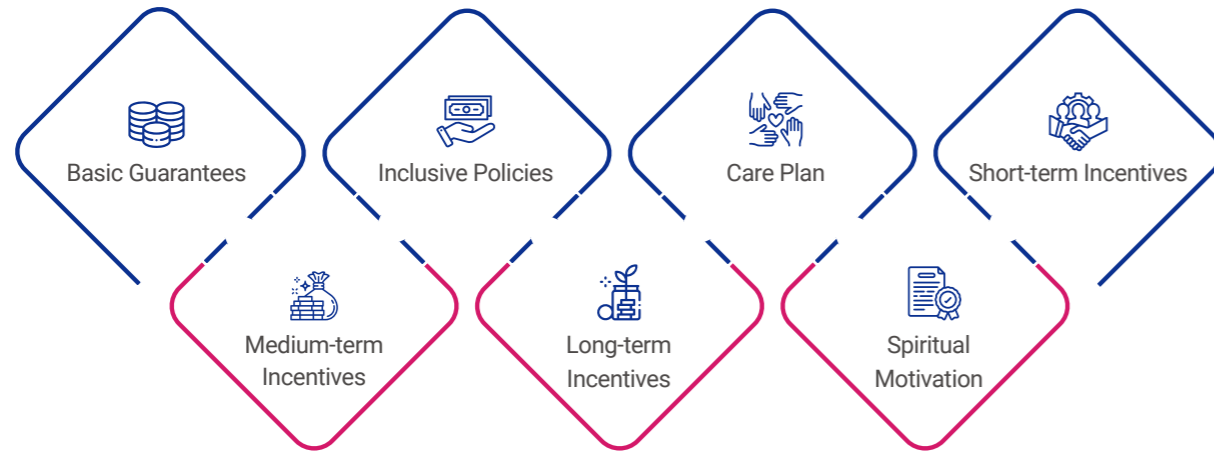 Basic Guarantees
Inclusive Policies
Care Plan
Short-term Incentives
Medium-term
Incentives
Long-term
Incentives
Spiritual
Motivation